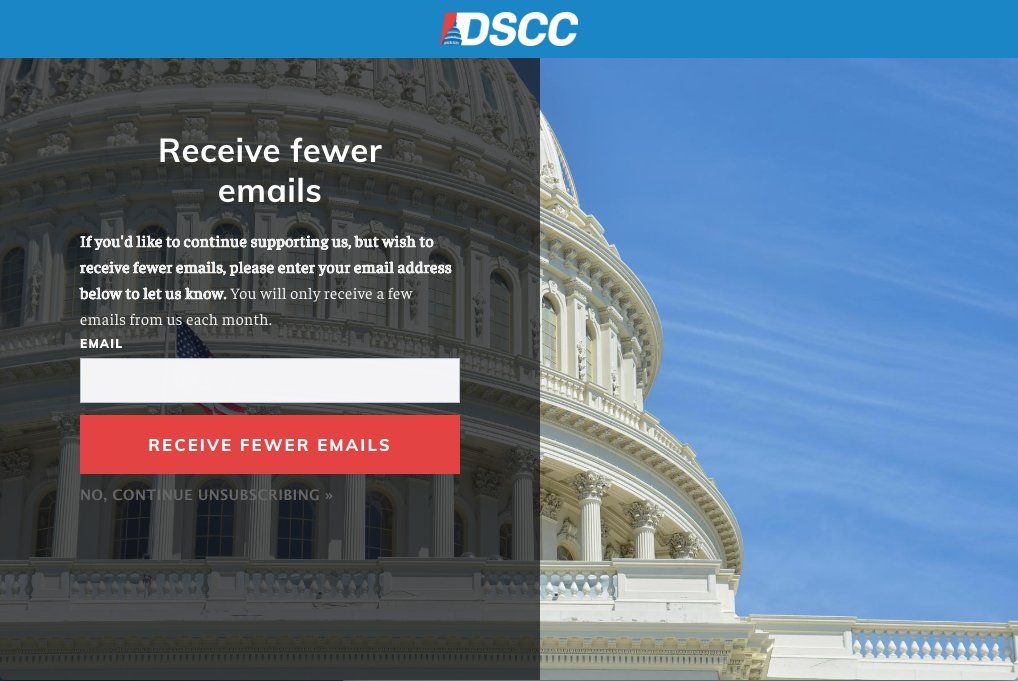 DSCC
Receive fewer
emails
If you'd like to continue supporting us, but wish to
receive fewer emails, please enter your email address
below to let us know. You will only receive a few
emails from us each month.
EMAIL
RECEIVE FEWER EMAILS
NO, CONTINUE UNSUBSCRIBING »